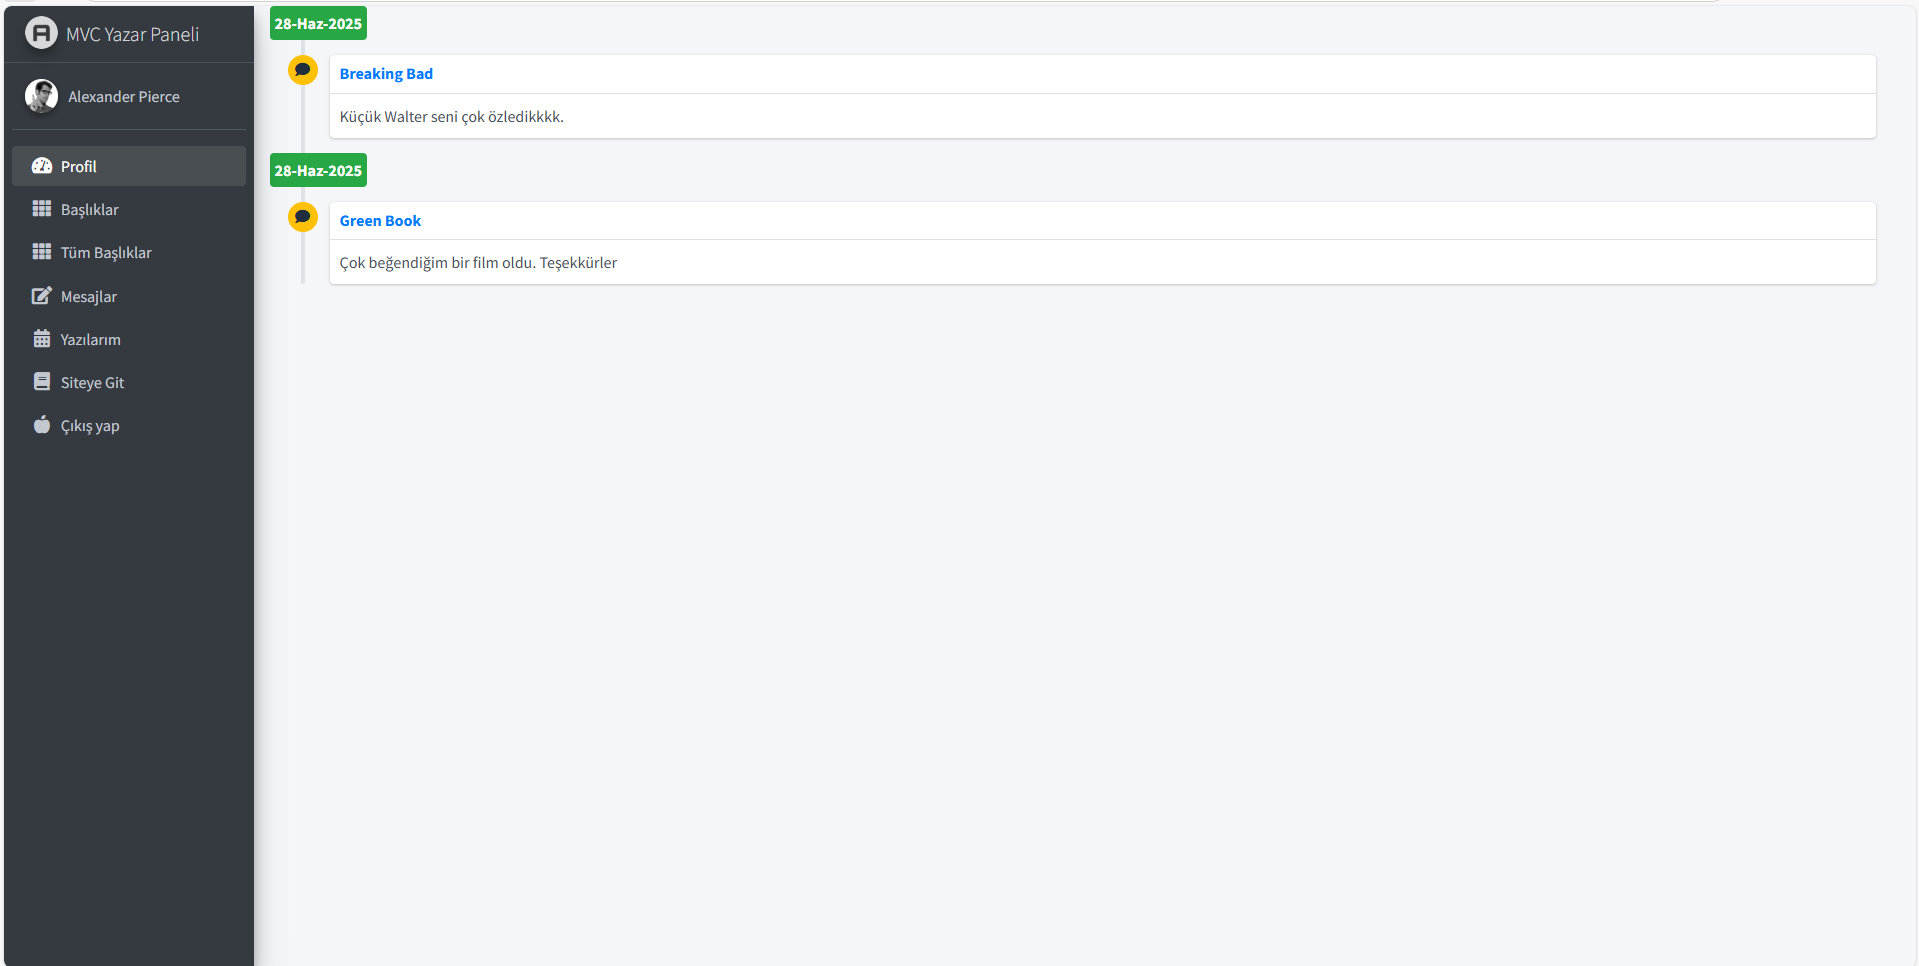 MVC Yazar Paneli
Alexander Pierce
Profil
Başlıklar
Tüm Başlıklar
Mesajlar
Yazılarım
Siteye Git
Çıkış yap
28-Haz-2025
Breaking Bad
Küçük Walter seni çok özledikkkk.
28-Haz-2025
Green Book
Çok beğendiğim bir film oldu. Teşekkürler